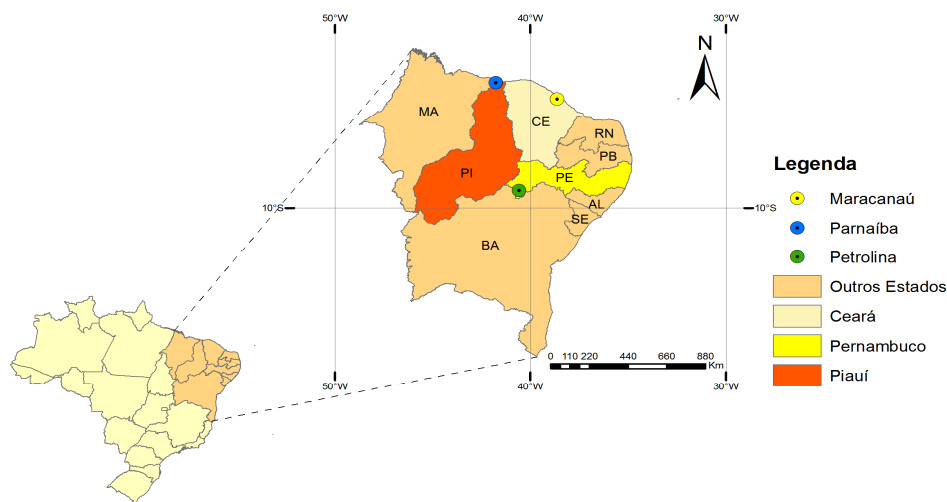 50°W
40°W
30°W
N
MA
CE
RN
PB
PI
PE
AL
SE
BA
10°S
10°S
Legenda
Maracanaú
Parnaíba
Petrolina
Outros Estados
Ceará
Pernambuco
Piauí
0 110 220 440 660 880
Km
50°W
40°W
30°W